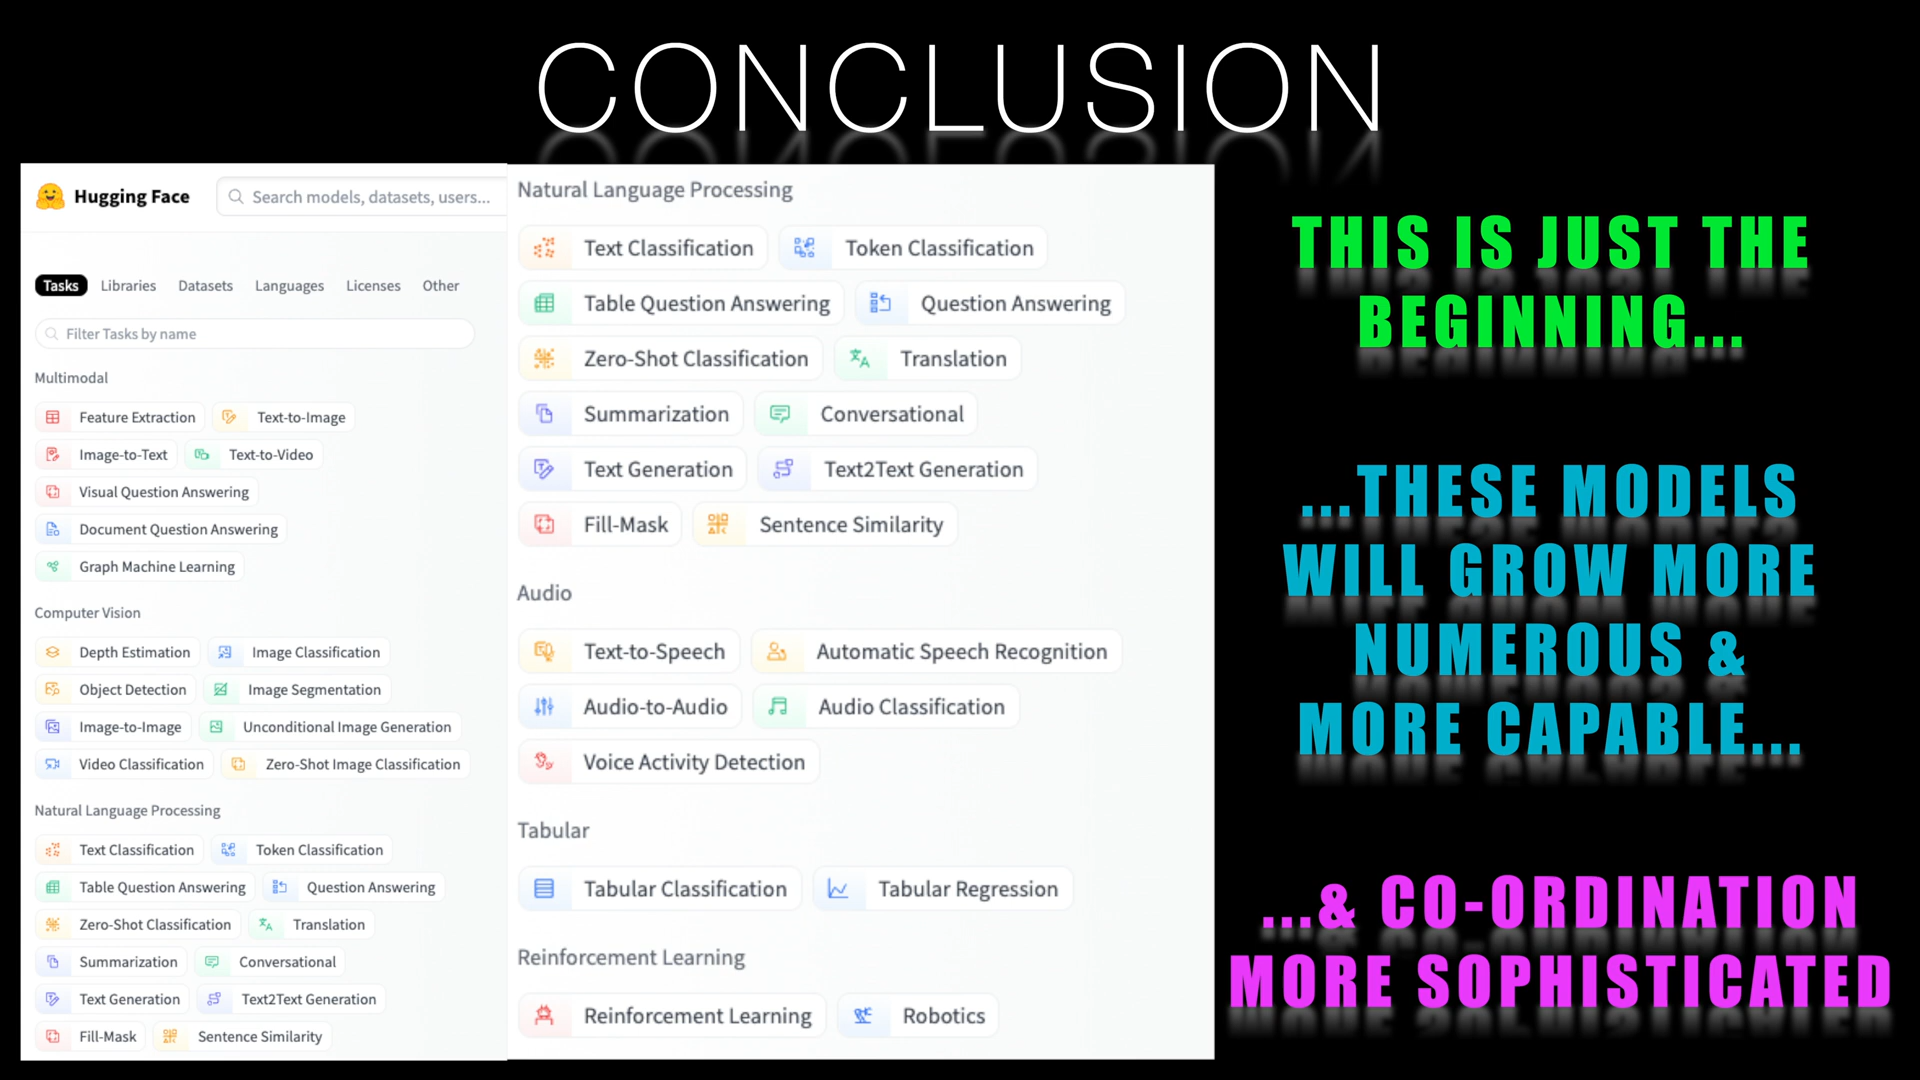 CONCLUSION
Hugging Face
Search models, datasets, users...
Tasks Libraries Datasets Languages Licenses Other
Filter Tasks by name
Multimodal
Feature Extraction Text-to-Image
Image-to-Text Text-to-Video
Visual Question Answering
Document Question Answering
Graph Machine Learning
Computer Vision
Depth Estimation Image Classification
Object Detection Image Segmentation
Image-to-Image Unconditional Image Generation
Video Classification Zero-Shot Image Classification
Natural Language Processing
Text Classification Token Classification
Table Question Answering Question Answering
Zero-Shot Classification Translation
Summarization Conversational
Text Generation Text2Text Generation
Fill-Mask Sentence Similarity
Natural Language Processing
Text Classification Token Classification
Table Question Answering Question Answering
Zero-Shot Classification Translation
Summarization Conversational
Text Generation Text2Text Generation
Fill-Mask Sentence Similarity
Audio
Text-to-Speech Automatic Speech Recognition
Audio-to-Audio Audio Classification
Voice Activity Detection
Tabular
Tabular Classification Tabular Regression
Reinforcement Learning
Reinforcement Learning Robotics
THIS IS JUST THE
BEGINNING...
...THESE MODELS
WILL GROW MORE
NUMEROUS &
MORE CAPABLE...
...& CO-ORDINATION
MORE SOPHISTICATED